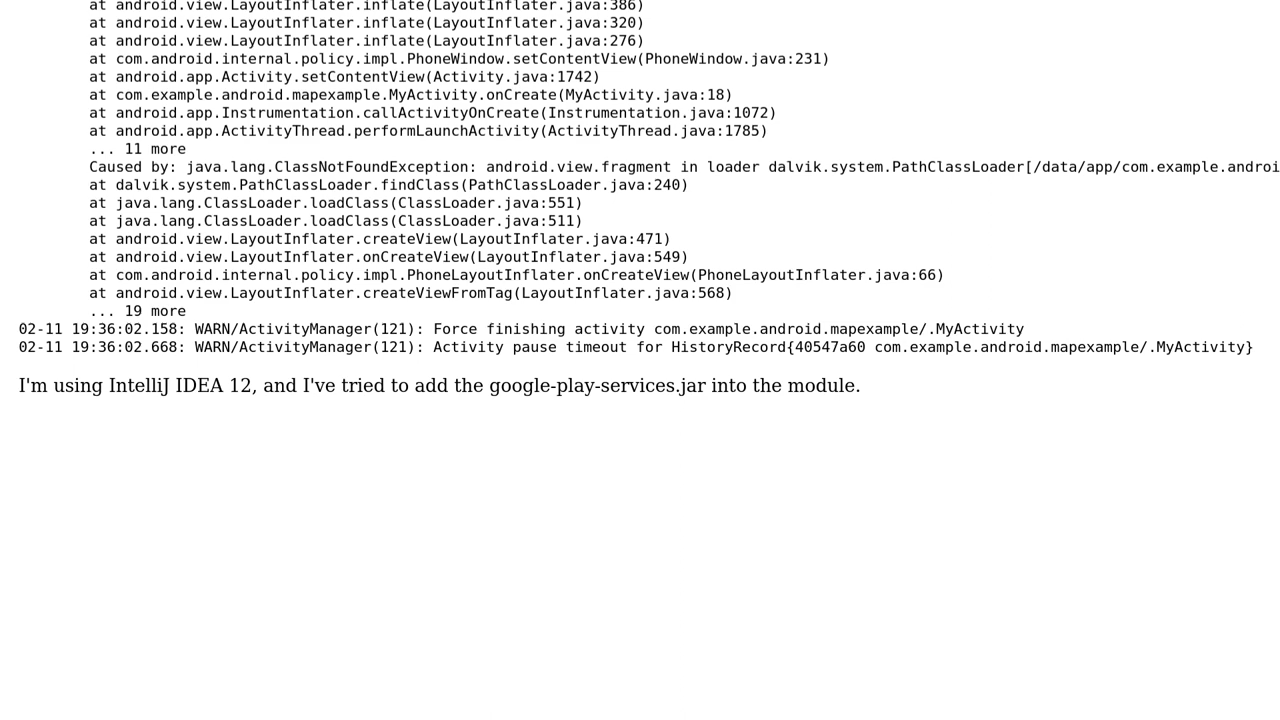 at android.view.LayoutInflater.inflate(LayoutInflater.java:386)
at android.view.LayoutInflater.inflate(LayoutInflater.java:320)
at android.view.LayoutInflater.inflate(LayoutInflater.java:276)
at com.android.internal.policy.impl.PhoneWindow.setContentView(PhoneWindow.java:231)
at android.app.Activity.setContentView(Activity.java:1742)
at com.example.android.mapexample.MyActivity.onCreate(MyActivity.java:18)
at android.app.Instrumentation.callActivityOnCreate(Instrumentation.java:1072)
at android.app.ActivityThread.performLaunchActivity(ActivityThread.java:1785)
... 11 more
Caused by: java.lang.ClassNotFoundException: android.view.fragment in loader dalvik.system.PathClassLoader[/data/app/com.example.androi
at dalvik.system.PathClassLoader.findClass(PathClassLoader.java:240)
at java.lang.ClassLoader.loadClass(ClassLoader.java:551)
at java.lang.ClassLoader.loadClass(ClassLoader.java:511)
at android.view.LayoutInflater.createView(LayoutInflater.java:471)
at android.view.LayoutInflater.onCreateView(LayoutInflater.java:549)
at com.android.internal.policy.impl.PhoneLayoutInflater.onCreateView(PhoneLayoutInflater.java:66)
at android.view.LayoutInflater.createViewFromTag(LayoutInflater.java:568)
... 19 more
02-11 19:36:02.158: WARN/ActivityManager(121): Force finishing activity com.example.android.mapexample/.MyActivity
02-11 19:36:02.668: WARN/ActivityManager(121): Activity pause timeout for HistoryRecord{40547a60 com.example.android.mapexample/.MyActivity}
I'm using IntelliJ IDEA 12, and I've tried to add the google-play-services.jar into the module.